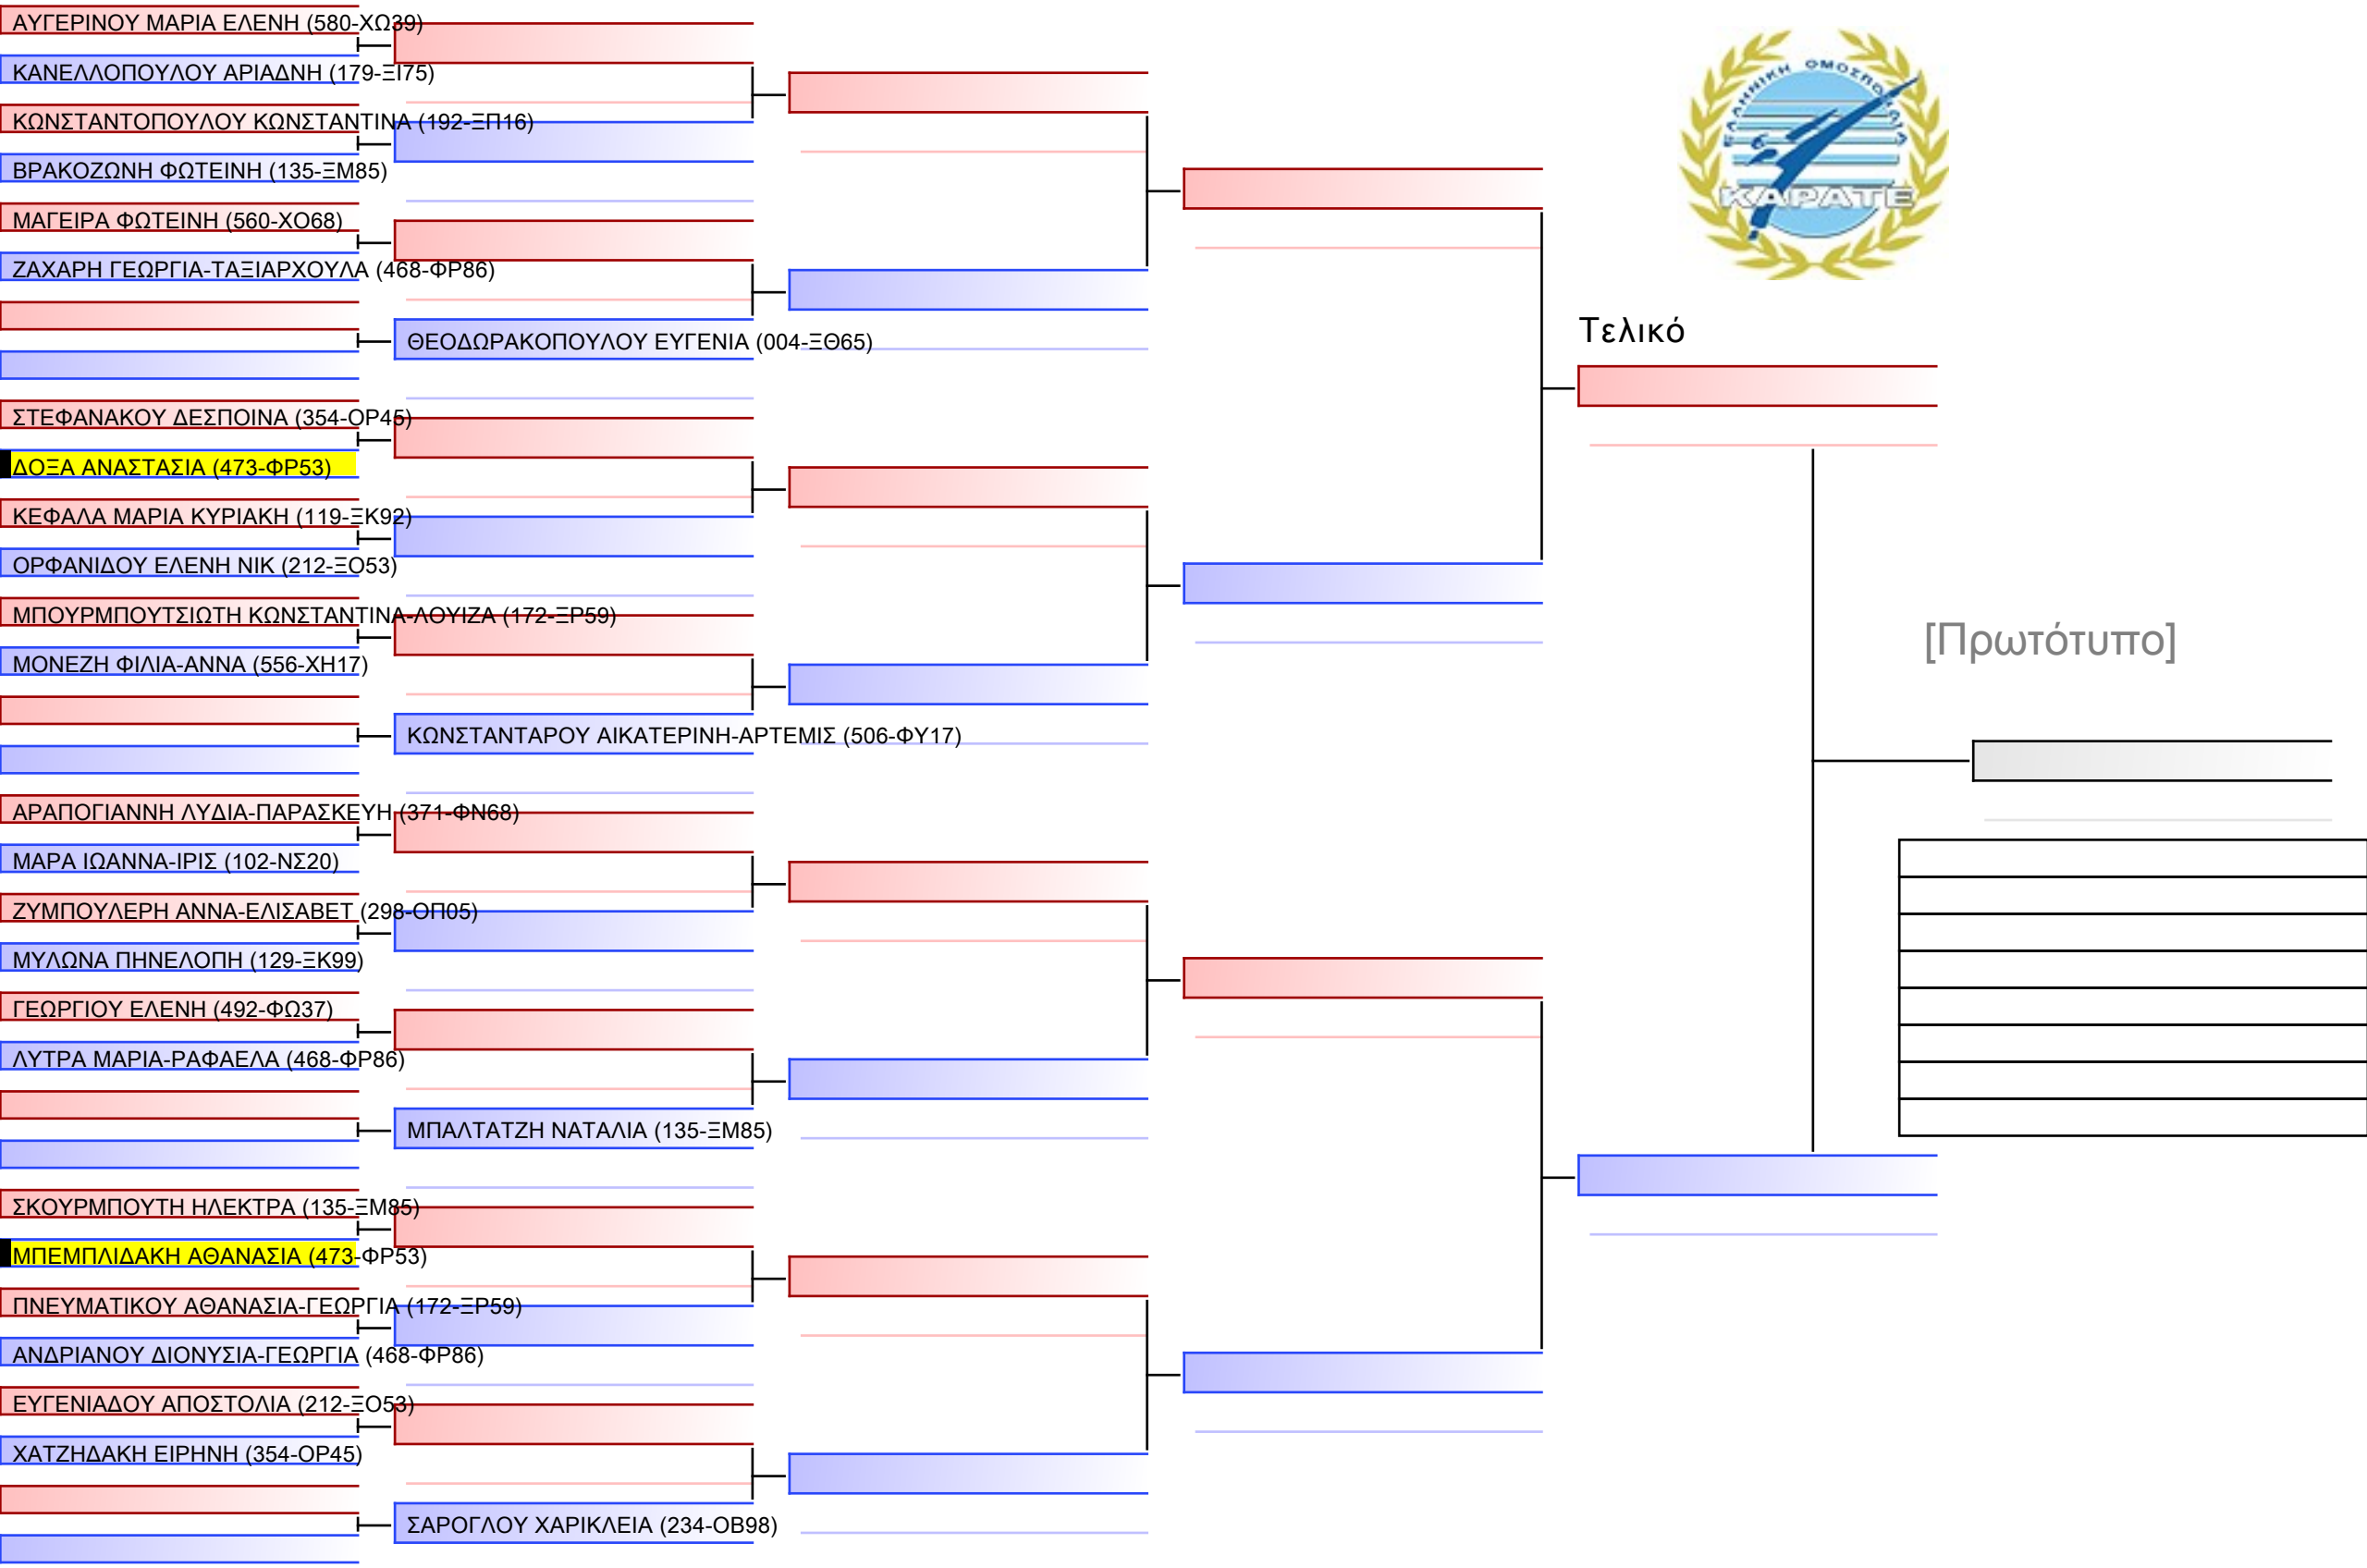 ΑΥΓΕΡΙΝΟΥ ΜΑΡΙΑ ΕΛΕΝΗ (580-ΧΩ39)
ΚΑΝΕΛΛΟΠΟΥΛΟΥ ΑΡΙΑΔΝΗ (179-ΞΙ75)
ΚΩΝΣΤΑΝΤΟΠΟΥΛΟΥ ΚΩΝΣΤΑΝΤΙΝΑ (192-ΞΠ16)
ΒΡΑΚΟΖΩΝΗ ΦΩΤΕΙΝΗ (135-ΞΜ85)
ΜΑΓΕΙΡΑ ΦΩΤΕΙΝΗ (560-ΧΟ68)
ΖΑΧΑΡΗ ΓΕΩΡΓΙΑ-ΤΑΞΙΑΡΧΟΥΛΑ (468-ΦΡ86)
ΘΕΟΔΩΡΑΚΟΠΟΥΛΟΥ ΕΥΓΕΝΙΑ (004-ΞΘ65)
ΣΤΕΦΑΝΑΚΟΥ ΔΕΣΠΟΙΝΑ (354-ΟΡ45)
ΔΟΞΑ ΑΝΑΣΤΑΣΙΑ (473-ΦΡ53)
ΚΕΦΑΛΑ ΜΑΡΙΑ ΚΥΡΙΑΚΗ (119-ΞΚ92)
ΟΡΦΑΝΙΔΟΥ ΕΛΕΝΗ ΝΙΚ (212-ΞΟ53)
ΜΠΟΥΡΜΠΟΥΤΣΙΩΤΗ ΚΩΝΣΤΑΝΤΙΝΑ-ΛΟΥΙΖΑ (172-ΞΡ59)
ΜΟΝΕΖΗ ΦΙΛΙΑ-ΑΝΝΑ (556-ΧΗ17)
ΚΩΝΣΤΑΝΤΑΡΟΥ ΑΙΚΑΤΕΡΙΝΗ-ΑΡΤΕΜΙΣ (506-ΦΥ17)
ΑΡΑΠΟΓΙΑΝΝΗ ΛΥΔΙΑ-ΠΑΡΑΣΚΕΥΗ (371-ΦΝ68)
ΜΑΡΑ ΙΩΑΝΝΑ-ΙΡΙΣ (102-ΝΣ20)
ΖΥΜΠΟΥΛΕΡΗ ΑΝΝΑ-ΕΛΙΣΑΒΕΤ (298-ΟΠ05)
ΜΥΛΩΝΑ ΠΗΝΕΛΟΠΗ (129-ΞΚ99)
ΓΕΩΡΓΙΟΥ ΕΛΕΝΗ (492-ΦΩ37)
ΛΥΤΡΑ ΜΑΡΙΑ-ΡΑΦΑΕΛΑ (468-ΦΡ86)
ΜΠΑΛΤΑΤΖΗ ΝΑΤΑΛΙΑ (135-ΞΜ85)
ΣΚΟΥΡΜΠΟΥΤΗ ΗΛΕΚΤΡΑ (135-ΞΜ85)
ΜΠΕΜΠΛΙΔΑΚΗ ΑΘΑΝΑΣΙΑ (473-ΦΡ53)
ΠΝΕΥΜΑΤΙΚΟΥ ΑΘΑΝΑΣΙΑ-ΓΕΩΡΓΙΑ (172-ΞΡ59)
ΑΝΔΡΙΑΝΟΥ ΔΙΟΝΥΣΙΑ-ΓΕΩΡΓΙΑ (468-ΦΡ86)
ΕΥΓΕΝΙΑΔΟΥ ΑΠΟΣΤΟΛΙΑ (212-ΞΟ53)
ΧΑΤΖΗΔΑΚΗ ΕΙΡΗΝΗ (354-ΟΡ45)
ΣΑΡΟΓΛΟΥ ΧΑΡΙΚΛΕΙΑ (234-ΟΒ98)
ΕΛΛΗΝΙΚΗ ΟΜΟΣΠΟΝΔΙΑ
ΚΑΡΑΤΕ
Τελικό
[Πρωτότυπο]